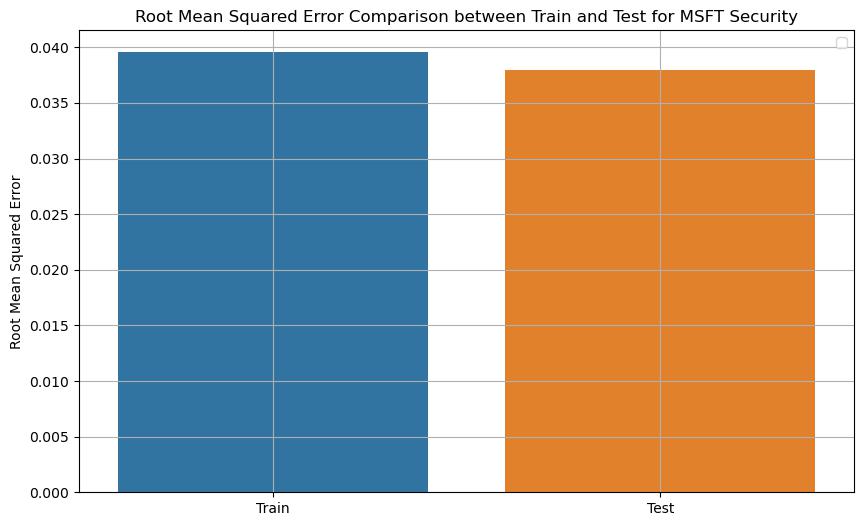 Root Mean Squared Error Comparison between Train and Test for MSFT Security
0.040
0.035
0.030
0.025
0.020
0.015
0.010
0.005
0.000
Root Mean Squared Error
Train
Test